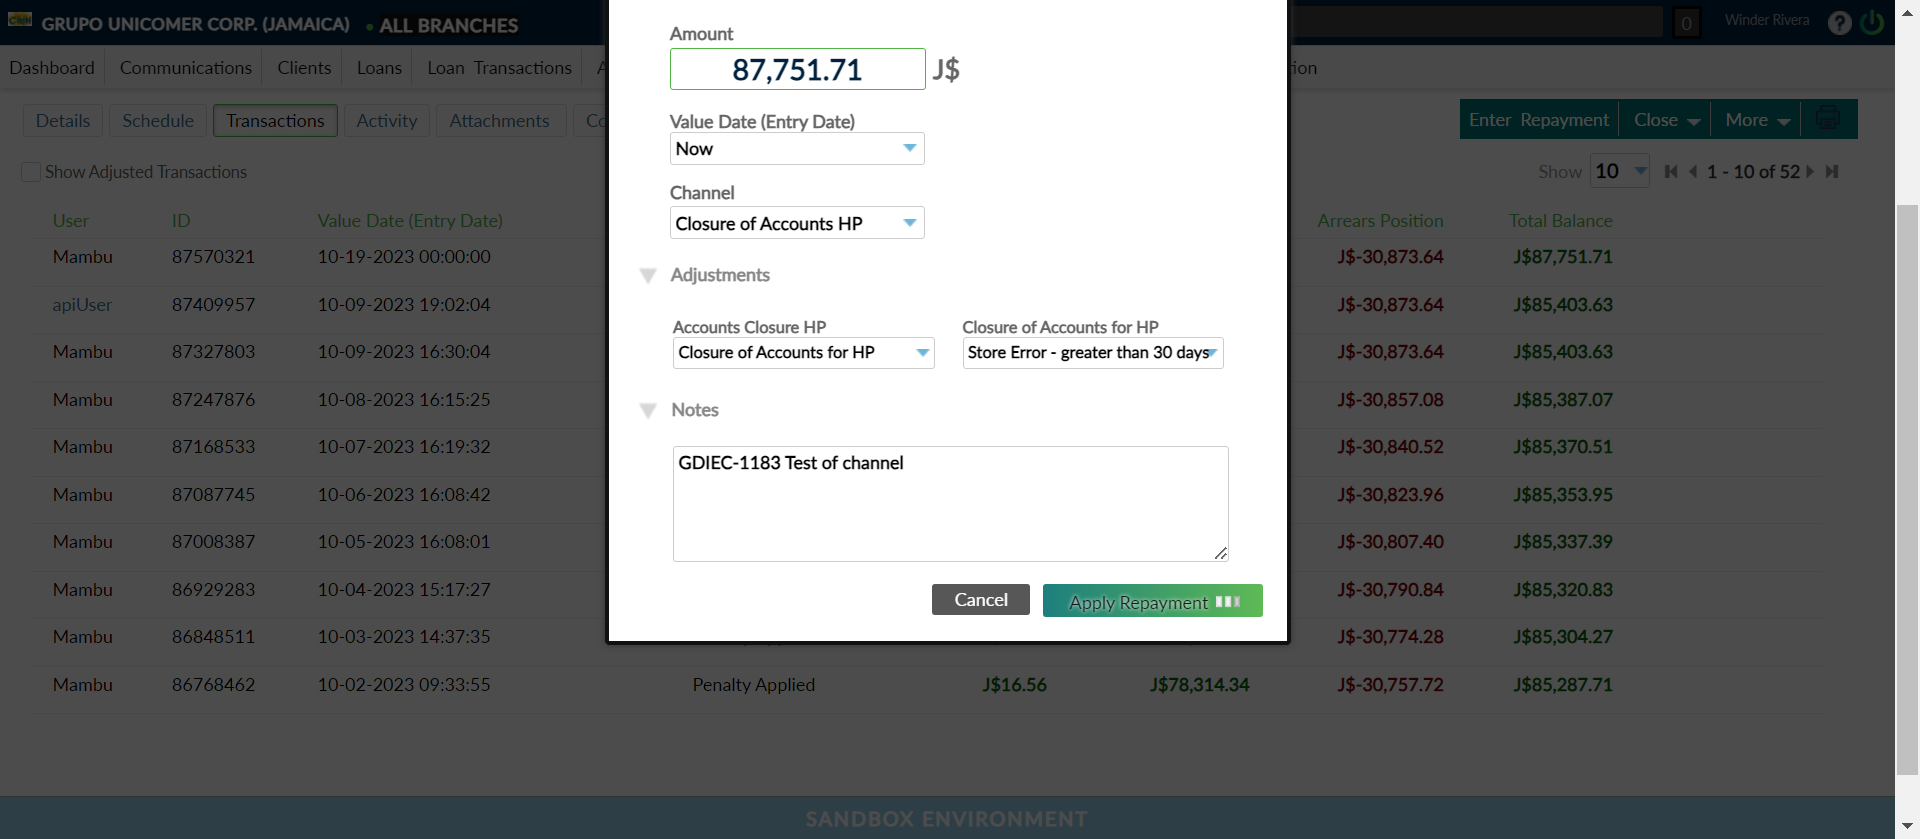 GRUPO UNICOMER CORP. (JAMAICA) • ALL BRANCHES
0 Winder Rivera ?
Dashboard Communications Clients Loans Loan Transactions
Details Schedule Transactions Activity Attachments
Enter Repayment Close More
Show Adjusted Transactions
Show 10 1 - 10 of 52
Amount
87,751.71 J$
Value Date (Entry Date)
Now
Channel
Closure of Accounts HP
Adjustments
Accounts Closure HP Closure of Accounts for HP
Closure of Accounts for HP Store Error - greater than 30 days
Notes
GDIEC-1183 Test of channel
Cancel Apply Repayment
User ID Value Date (Entry Date) Arrears Position Total Balance
Mambu 87570321 10-19-2023 00:00:00 J$-30,873.64 J$87,751.71
apiUser 87409957 10-09-2023 19:02:04 J$-30,873.64 J$85,403.63
Mambu 87327803 10-09-2023 16:30:04 J$-30,873.64 J$85,403.63
Mambu 87247876 10-08-2023 16:15:25 J$-30,857.08 J$85,387.07
Mambu 87168533 10-07-2023 16:19:32 J$-30,840.52 J$85,370.51
Mambu 87087745 10-06-2023 16:08:42 J$-30,823.96 J$85,353.95
Mambu 87008387 10-05-2023 16:08:01 J$-30,807.40 J$85,337.39
Mambu 86929283 10-04-2023 15:17:27 J$-30,790.84 J$85,320.83
Mambu 86848511 10-03-2023 14:37:35 J$-30,774.28 J$85,304.27
Mambu 86768462 10-02-2023 09:33:55 Penalty Applied J$16.56 J$78,314.34 J$-30,757.72 J$85,287.71
SANDBOX ENVIRONMENT